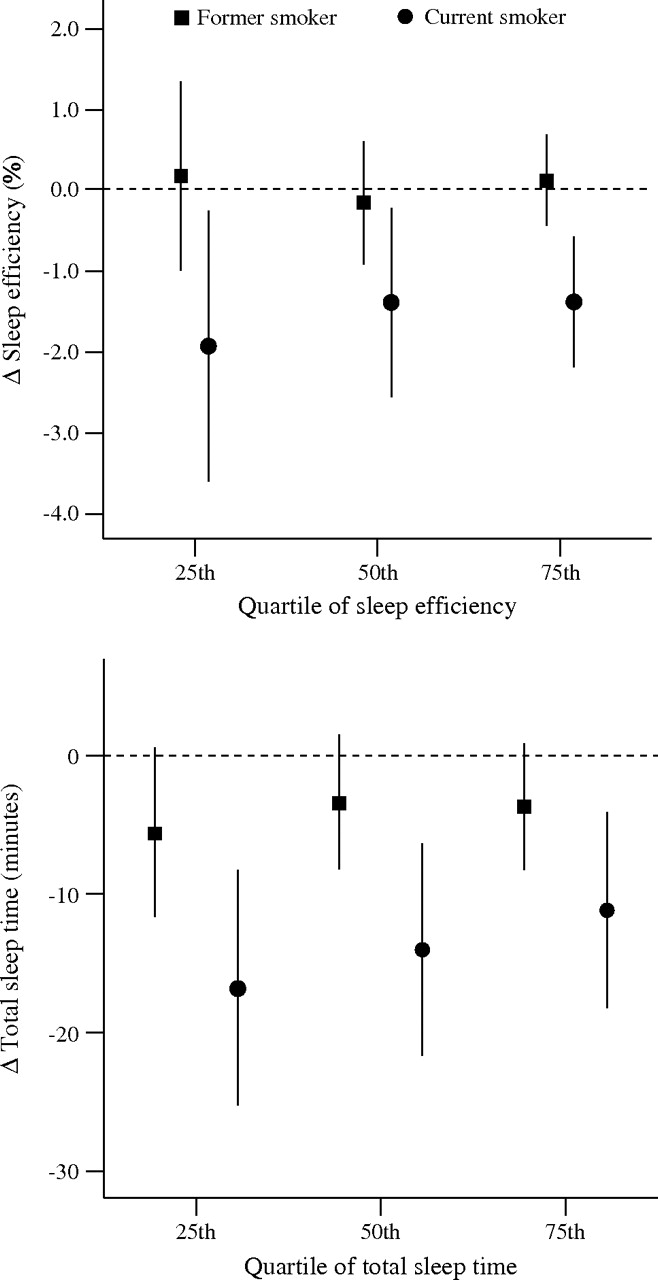 Former smoker
Current smoker
Δ Sleep efficiency (%)
2.0
1.0
0.0
-1.0
-2.0
-3.0
-4.0
25th
50th
75th
Quartile of sleep efficiency
Δ Total sleep time (minutes)
0
-10
-20
-30
25th
50th
75th
Quartile of total sleep time